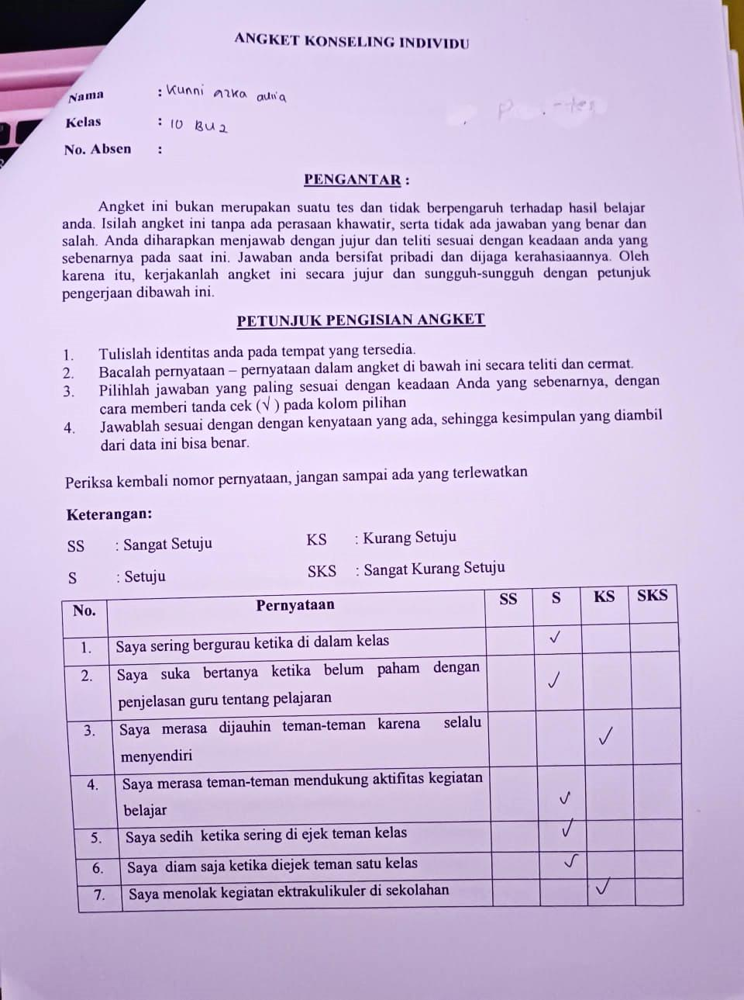 ANGKET KONSELING INDIVIDU
Nama : Kunni azka aulia
Kelas : 10 BU 2
No. Absen :
PENGANTAR :
Angket ini bukan merupakan suatu tes dan tidak berpengaruh terhadap hasil belajar
anda. Isilah angket ini tanpa ada perasaan khawatir, serta tidak ada jawaban yang benar dan
salah. Anda diharapkan menjawab dengan jujur dan teliti sesuai dengan keadaan anda yang
sebenarnya pada saat ini. Jawaban anda bersifat pribadi dan dijaga kerahasiaannya. Oleh
karena itu, kerjakanlah angket ini secara jujur dan sungguh-sungguh dengan petunjuk
pengerjaan dibawah ini.
PETUNJUK PENGISIAN ANGKET
1. Tulislah identitas anda pada tempat yang tersedia.
2. Bacalah pernyataan – pernyataan dalam angket di bawah ini secara teliti dan cermat.
3. Pilihlah jawaban yang paling sesuai dengan keadaan Anda yang sebenarnya, dengan
cara memberi tanda cek (√ ) pada kolom pilihan
4. Jawablah sesuai dengan dengan kenyataan yang ada, sehingga kesimpulan yang diambil
dari data ini bisa benar.
Periksa kembali nomor pernyataan, jangan sampai ada yang terlewatkan
Keterangan:
SS : Sangat Setuju KS : Kurang Setuju
S : Setuju SKS : Sangat Kurang Setuju
No. Pernyataan SS S KS SKS
1. Saya sering bergurau ketika di dalam kelas ✓
2. Saya suka bertanya ketika belum paham dengan
penjelasan guru tentang pelajaran ✓
3. Saya merasa dijauhin teman-teman karena selalu
menyendiri ✓
4. Saya merasa teman-teman mendukung aktifitas kegiatan
belajar ✓
5. Saya sedih ketika sering di ejek teman kelas ✓
6. Saya diam saja ketika diejek teman satu kelas ✓
7. Saya menolak kegiatan ektrakulikuler di sekolahan ✓